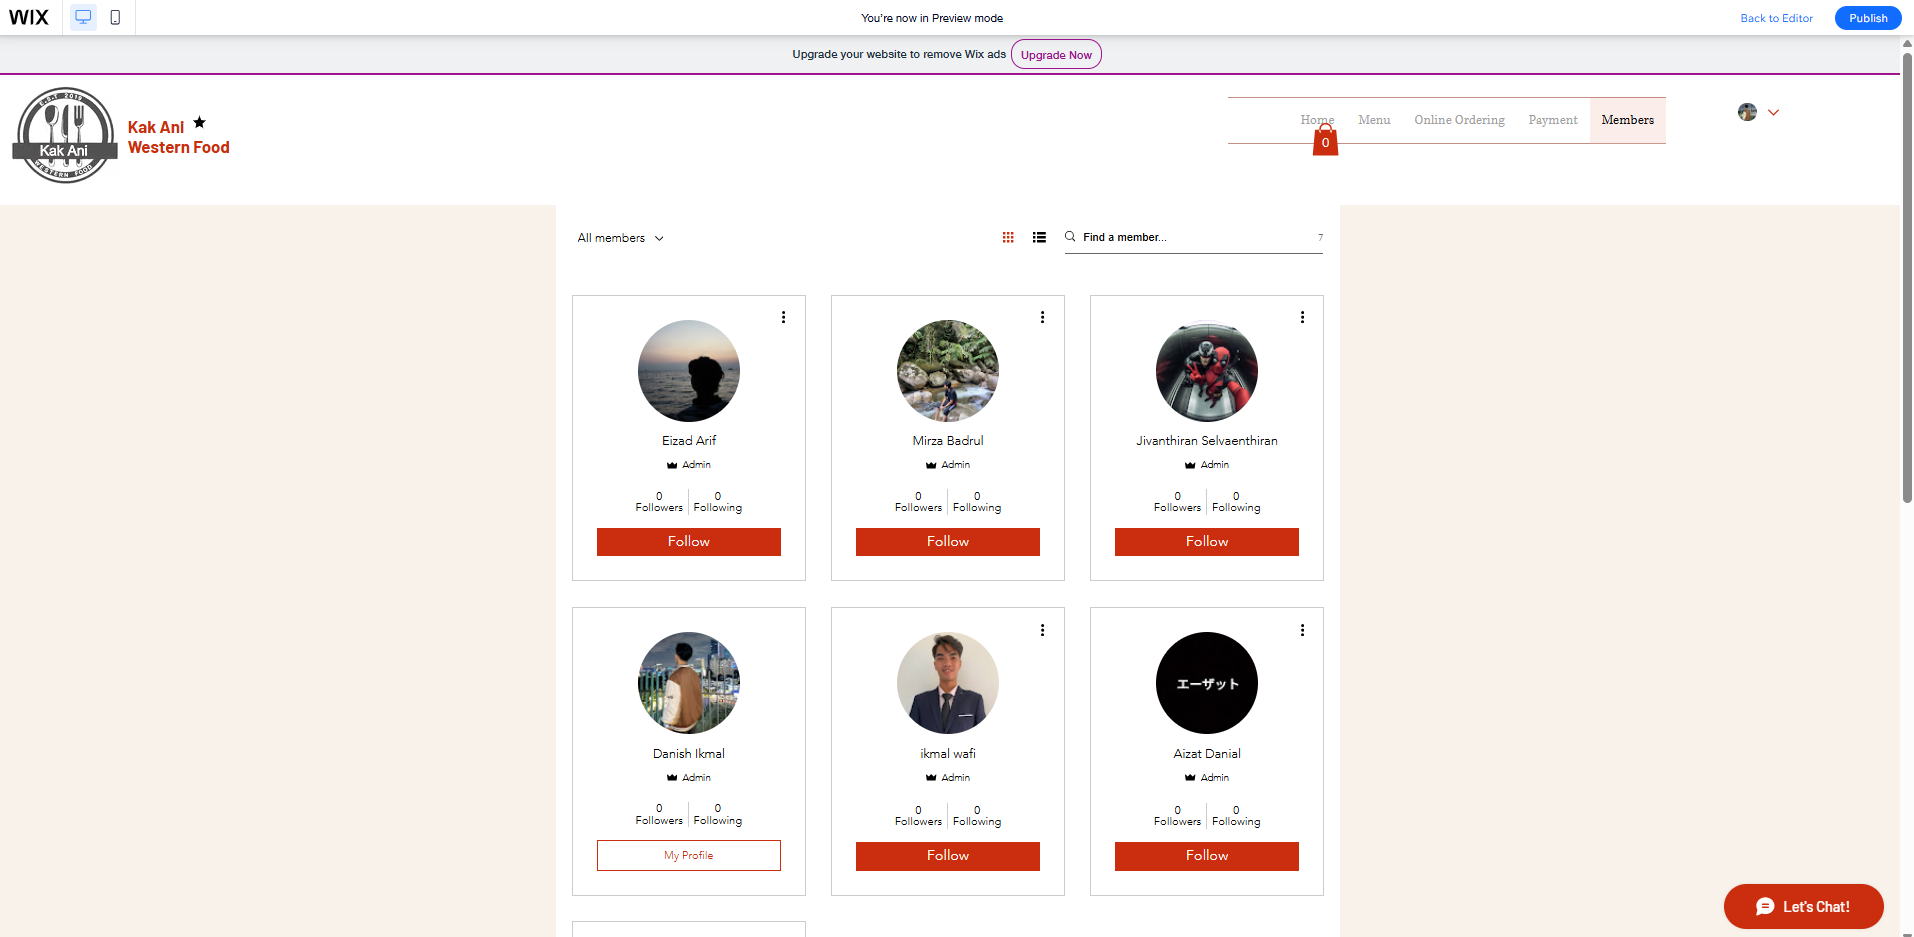 WIX
You're now in Preview mode
Back to Editor
Publish
Upgrade your website to remove Wix ads
Upgrade Now
E.S.T 2019
Kak Ani
WESTERN FOOD
Kak Ani
Western Food
Home
Menu
Online Ordering
Payment
Members
0
All members
Find a member...
7
Eizad Arif
Admin
0 0
Followers Following
Follow
Mirza Badrul
Admin
0 0
Followers Following
Follow
Jivanthiran Selvaenthiran
Admin
0 0
Followers Following
Follow
Danish Ikmal
Admin
0 0
Followers Following
My Profile
ikmal wafi
Admin
0 0
Followers Following
Follow
エーザット
Aizat Danial
Admin
0 0
Followers Following
Follow
Let's Chat!